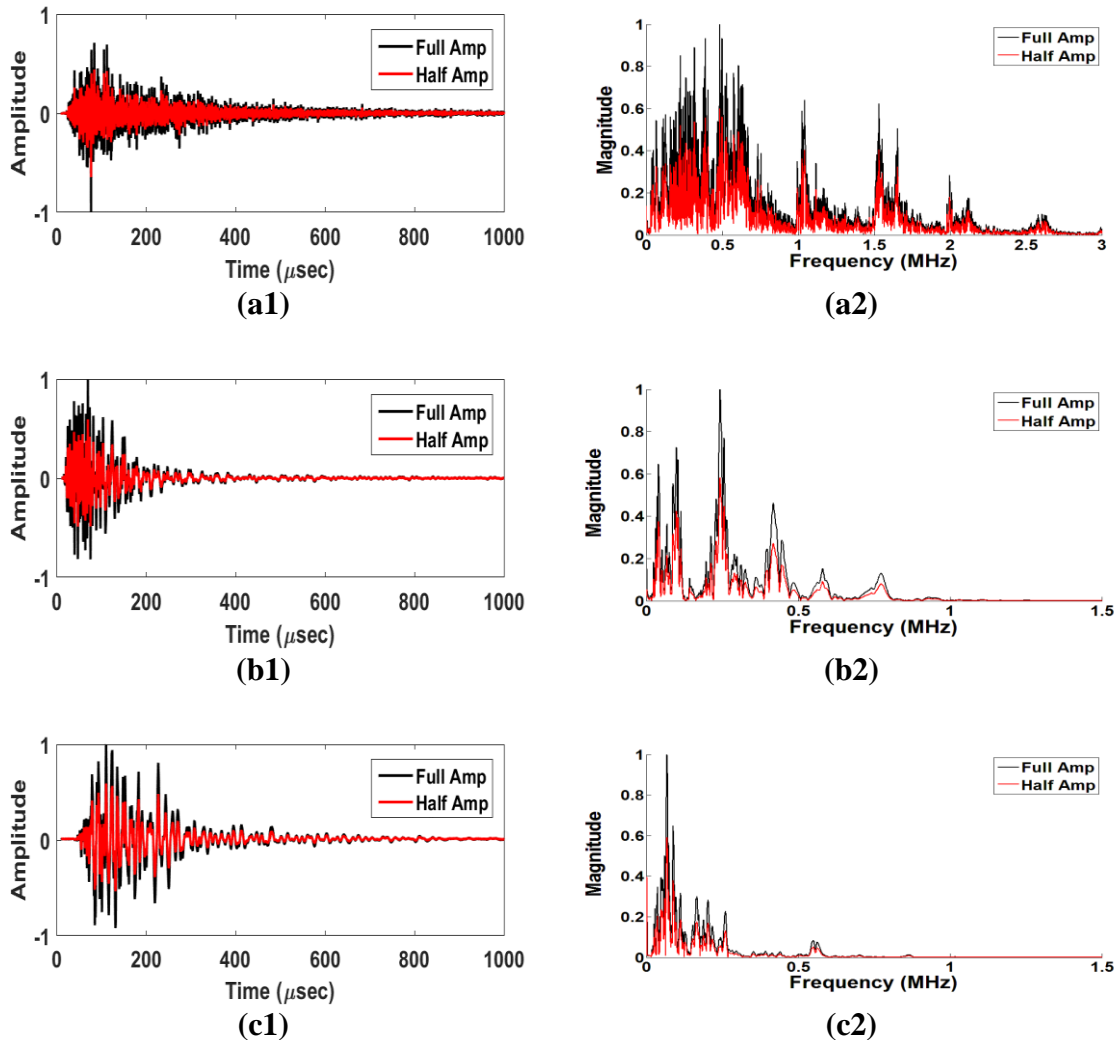 1
0
-1
Amplitude
Full Amp
Half Amp
0 200 400 600 800 1000
Time (μsec)
(a1)
1
0.8
0.6
0.4
0.2
0
Magnitude
Full Amp
Half Amp
0 0.5 1 1.5 2 2.5 3
Frequency (MHz)
(a2)
1
0
-1
Amplitude
Full Amp
Half Amp
0 200 400 600 800 1000
Time (μsec)
(b1)
1
0.8
0.6
0.4
0.2
0
Magnitude
Full Amp
Half Amp
0 0.5 1 1.5
Frequency (MHz)
(b2)
1
0
-1
Amplitude
Full Amp
Half Amp
0 200 400 600 800 1000
Time (μsec)
(c1)
1
0.8
0.6
0.4
0.2
0
Magnitude
Full Amp
Half Amp
0 0.5 1 1.5
Frequency (MHz)
(c2)